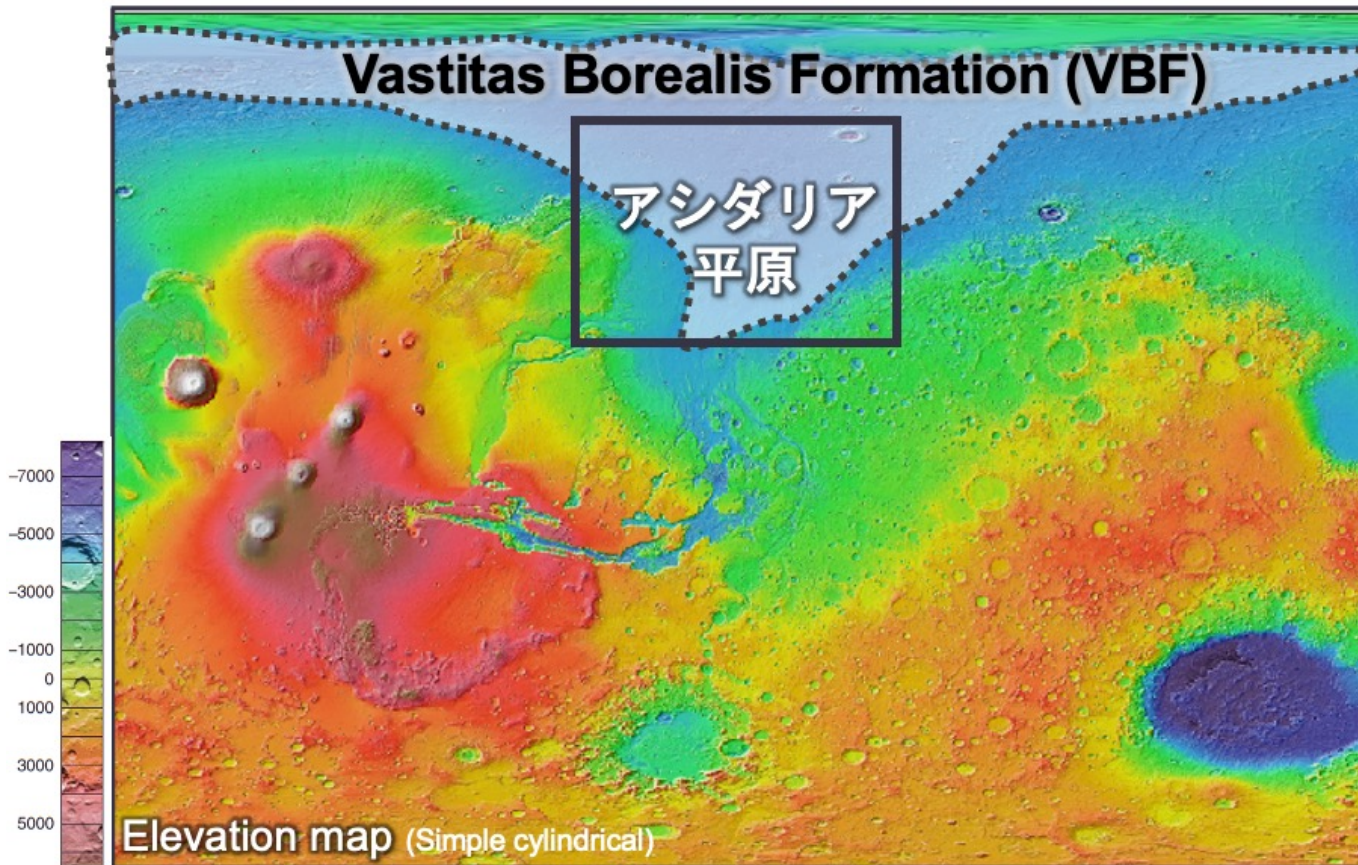 Vastitas Borealis Formation (VBF)
アシダリア
平原
−7000
−5000
−3000
−1000
0
1000
3000
5000
Elevation map (Simple cylindrical)